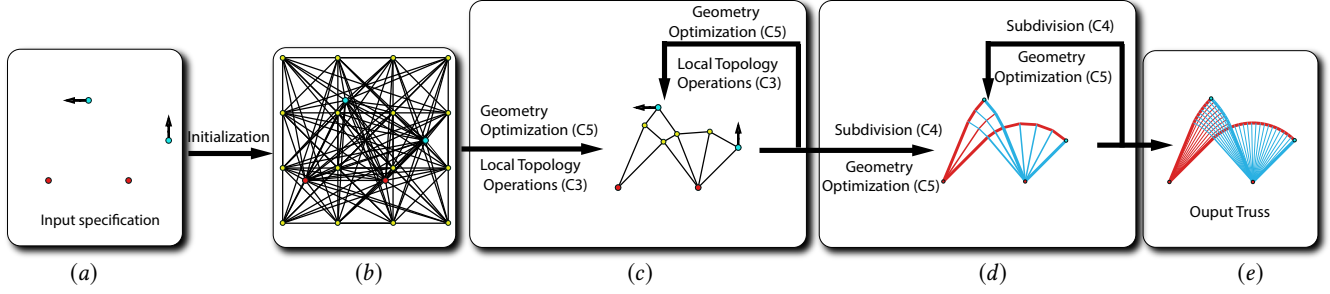 Input specification
(a)
Initialization
(b)
Geometry
Optimization (C5)
Local Topology
Operations (C3)
Geometry
Optimization (C5)
Local Topology
Operations (C3)
(c)
Subdivision (C4)
Geometry
Optimization (C5)
Subdivision (C4)
Geometry
Optimization (C5)
(d)
Ouput Truss
(e)